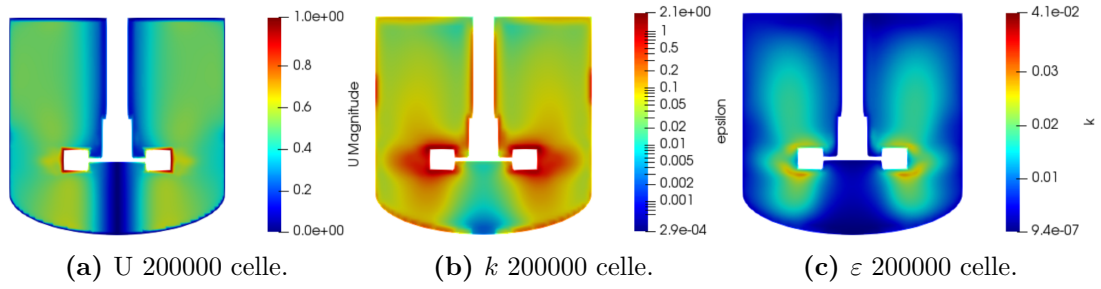 1.0e+00
0.8
0.6
0.4
0.2
0.0e+00
U Magnitude
2.1e+00
1
0.5
0.2
0.1
0.05
0.02
0.01
0.005
0.002
0.001
2.9e-04
epsilon
4.1e-02
0.03
0.02
0.01
9.4e-07
k
(a) U 200000 celle.
(b) k 200000 celle.
(c) ε 200000 celle.